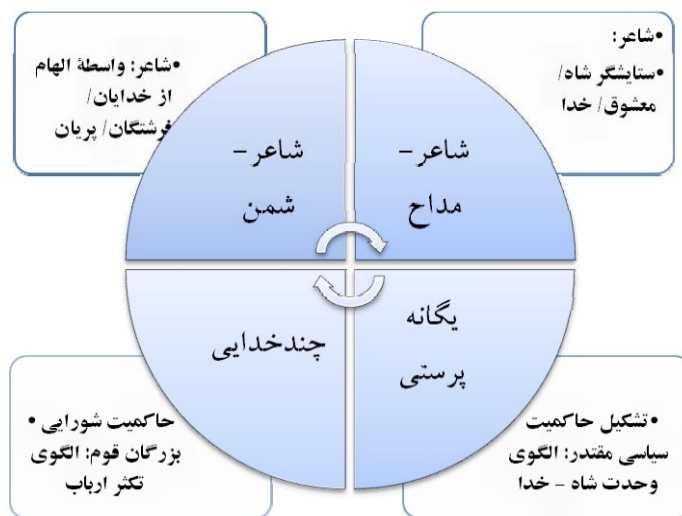 •شاعر:
•ستایشگر شاه/
معشوق/ خدا
•شاعر: واسطهٔ الهام
از خدایان/
فرشتگان/ پریان
شاعر –
مداح
شاعر –
شمن
یگانه
پرستی
چندخدایی
•تشکیل حاکمیت
سیاسی مقتدر: الگوی
وحدت شاه – خدا
•حاکمیت شورایی
بزرگان قوم: الگوی
تکثر ارباب